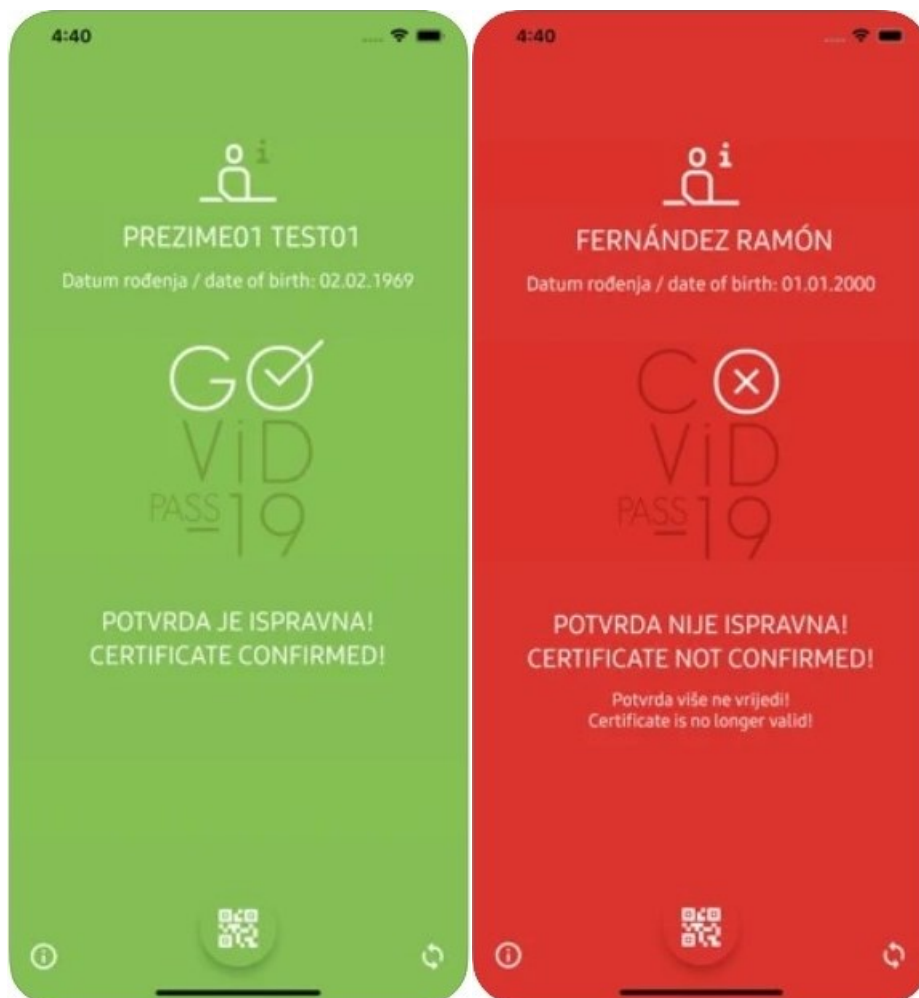 4:40
o i
PREZIME01 TEST01
Datum rođenja / date of birth: 02.02.1969
GO
ViD
PASS 19
POTVRDA JE ISPRAVNA!
CERTIFICATE CONFIRMED!
4:40
o i
FERNÁNDEZ RAMÓN
Datum rođenja / date of birth: 01.01.2000
CO
ViD
PASS 19
POTVRDA NIJE ISPRAVNA!
CERTIFICATE NOT CONFIRMED!
Potvrda više ne vrijedi!
Certificate is no longer valid!